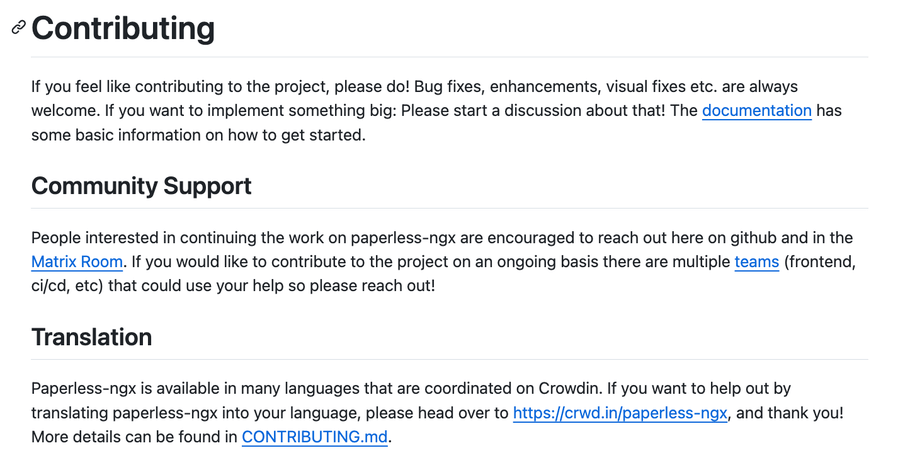 Contributing
If you feel like contributing to the project, please do! Bug fixes, enhancements, visual fixes etc. are always
welcome. If you want to implement something big: Please start a discussion about that! The documentation has
some basic information on how to get started.
Community Support
People interested in continuing the work on paperless-ngx are encouraged to reach out here on github and in the
Matrix Room. If you would like to contribute to the project on an ongoing basis there are multiple teams (frontend,
ci/cd, etc) that could use your help so please reach out!
Translation
Paperless-ngx is available in many languages that are coordinated on Crowdin. If you want to help out by
translating paperless-ngx into your language, please head over to https://crwd.in/paperless-ngx, and thank you!
More details can be found in CONTRIBUTING.md.